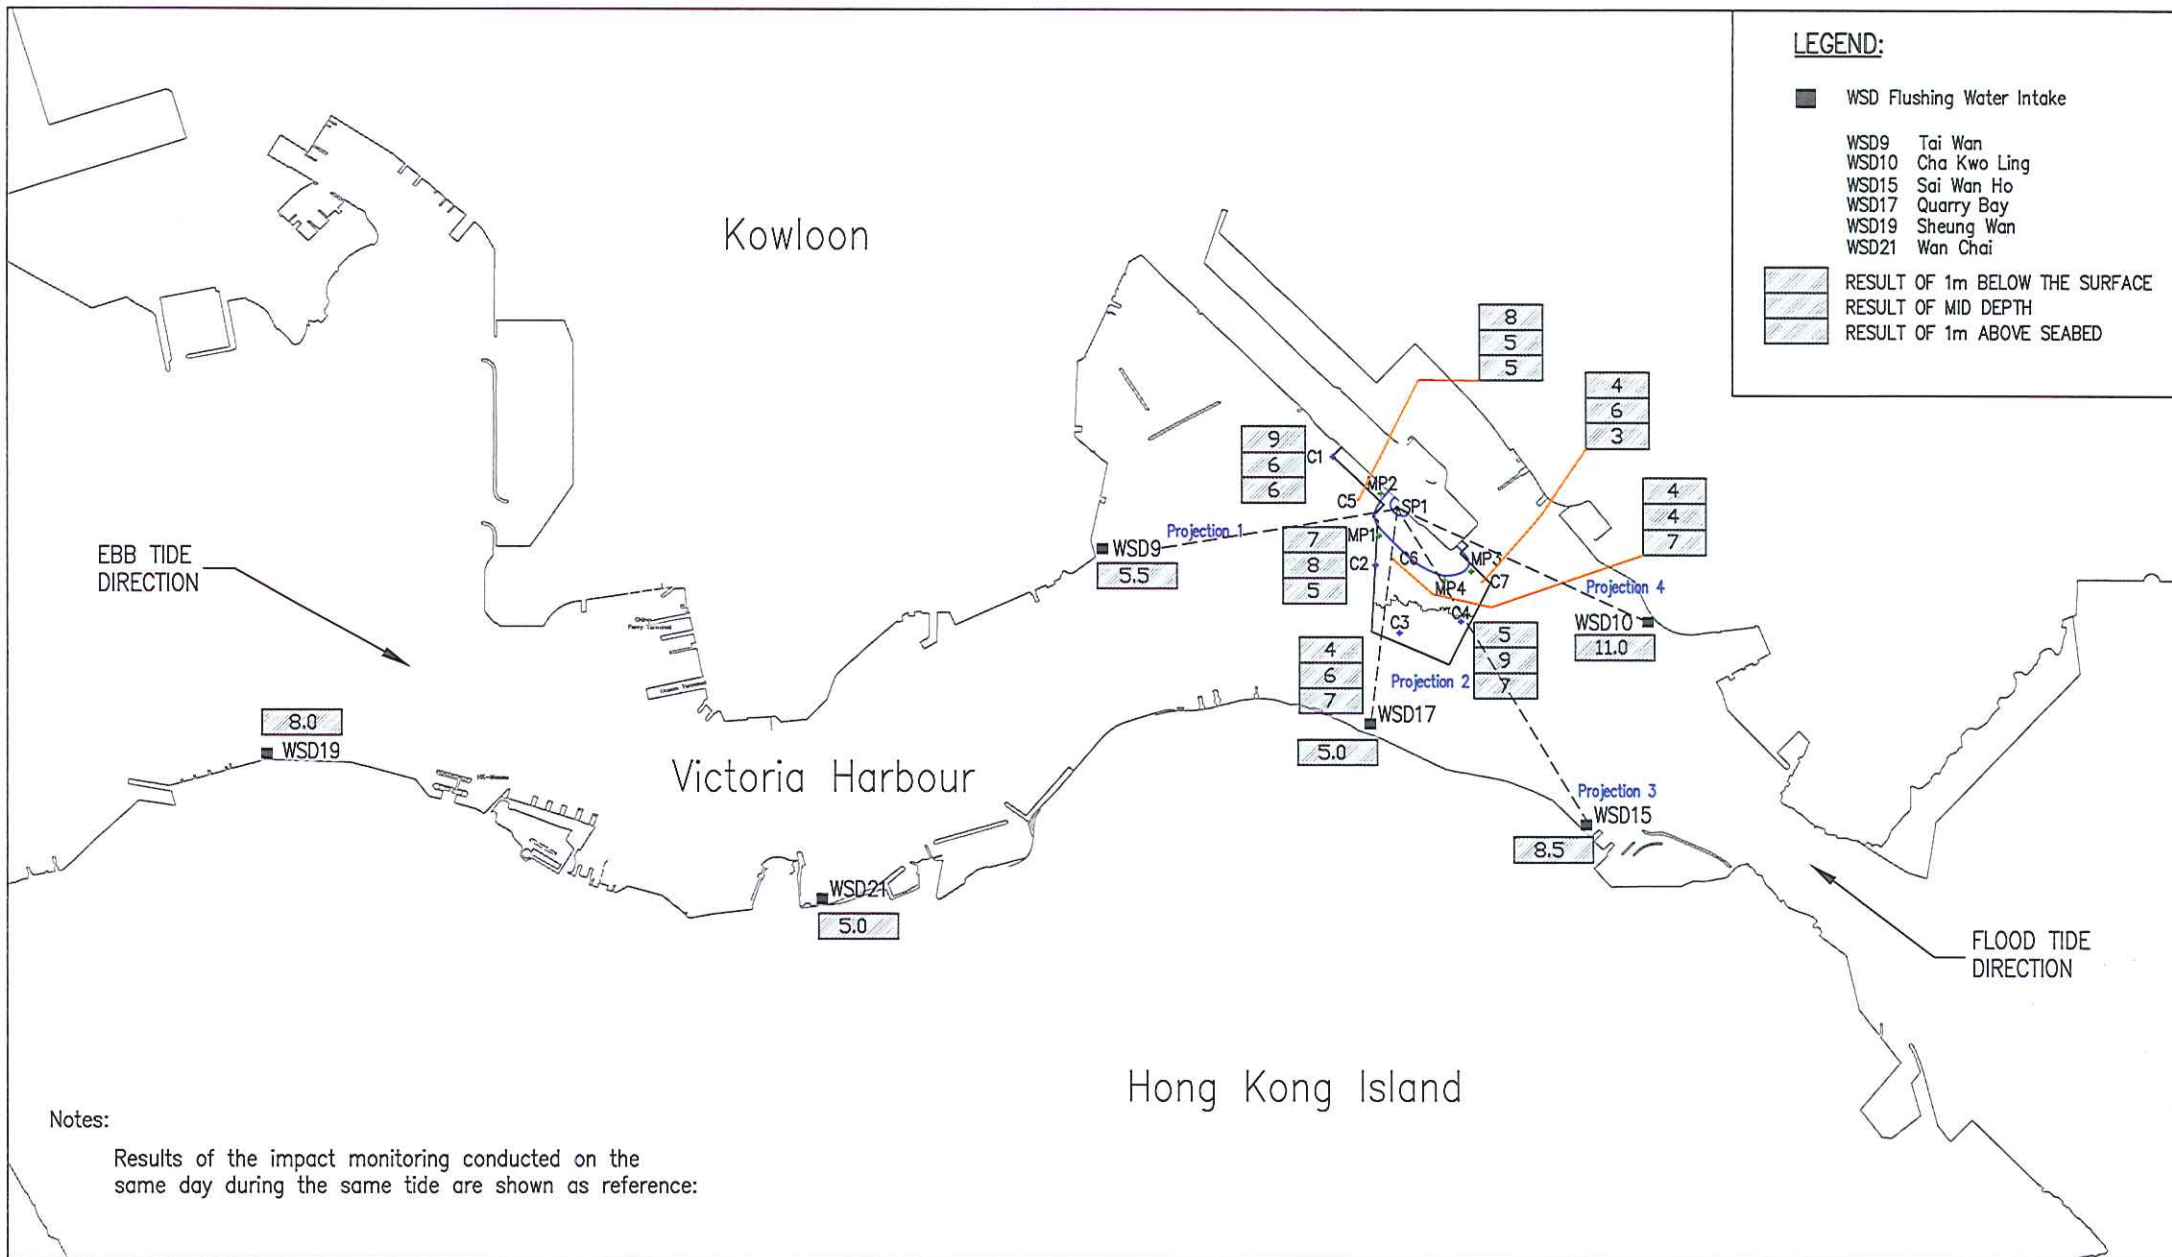 LEGEND:
WSD Flushing Water Intake
WSD9 Tai Wan
WSD10 Cha Kwo Ling
WSD15 Sai Wan Ho
WSD17 Quarry Bay
WSD19 Sheung Wan
WSD21 Wan Chai
RESULT OF 1m BELOW THE SURFACE
RESULT OF MID DEPTH
RESULT OF 1m ABOVE SEABED
Kowloon
8
5
5
4
6
3
9
6
6
C1
MP2
C5
SP1
4
4
7
Projection 1
WSD9
5.5
MP1
7
8
5
C2
C6
MP3
C7
MP4
Projection 4
EBB TIDE
DIRECTION
C3
C4
WSD10
11.0
China
Ferry Terminal
Ocean Terminal
4
6
7
5
9
7
Projection 2
WSD17
5.0
8.0
WSD19
Victoria Harbour
Projection 3
WSD15
8.5
WSD21
5.0
FLOOD TIDE
DIRECTION
Hong Kong Island
Notes:
Results of the impact monitoring conducted on the
same day during the same tide are shown as reference: